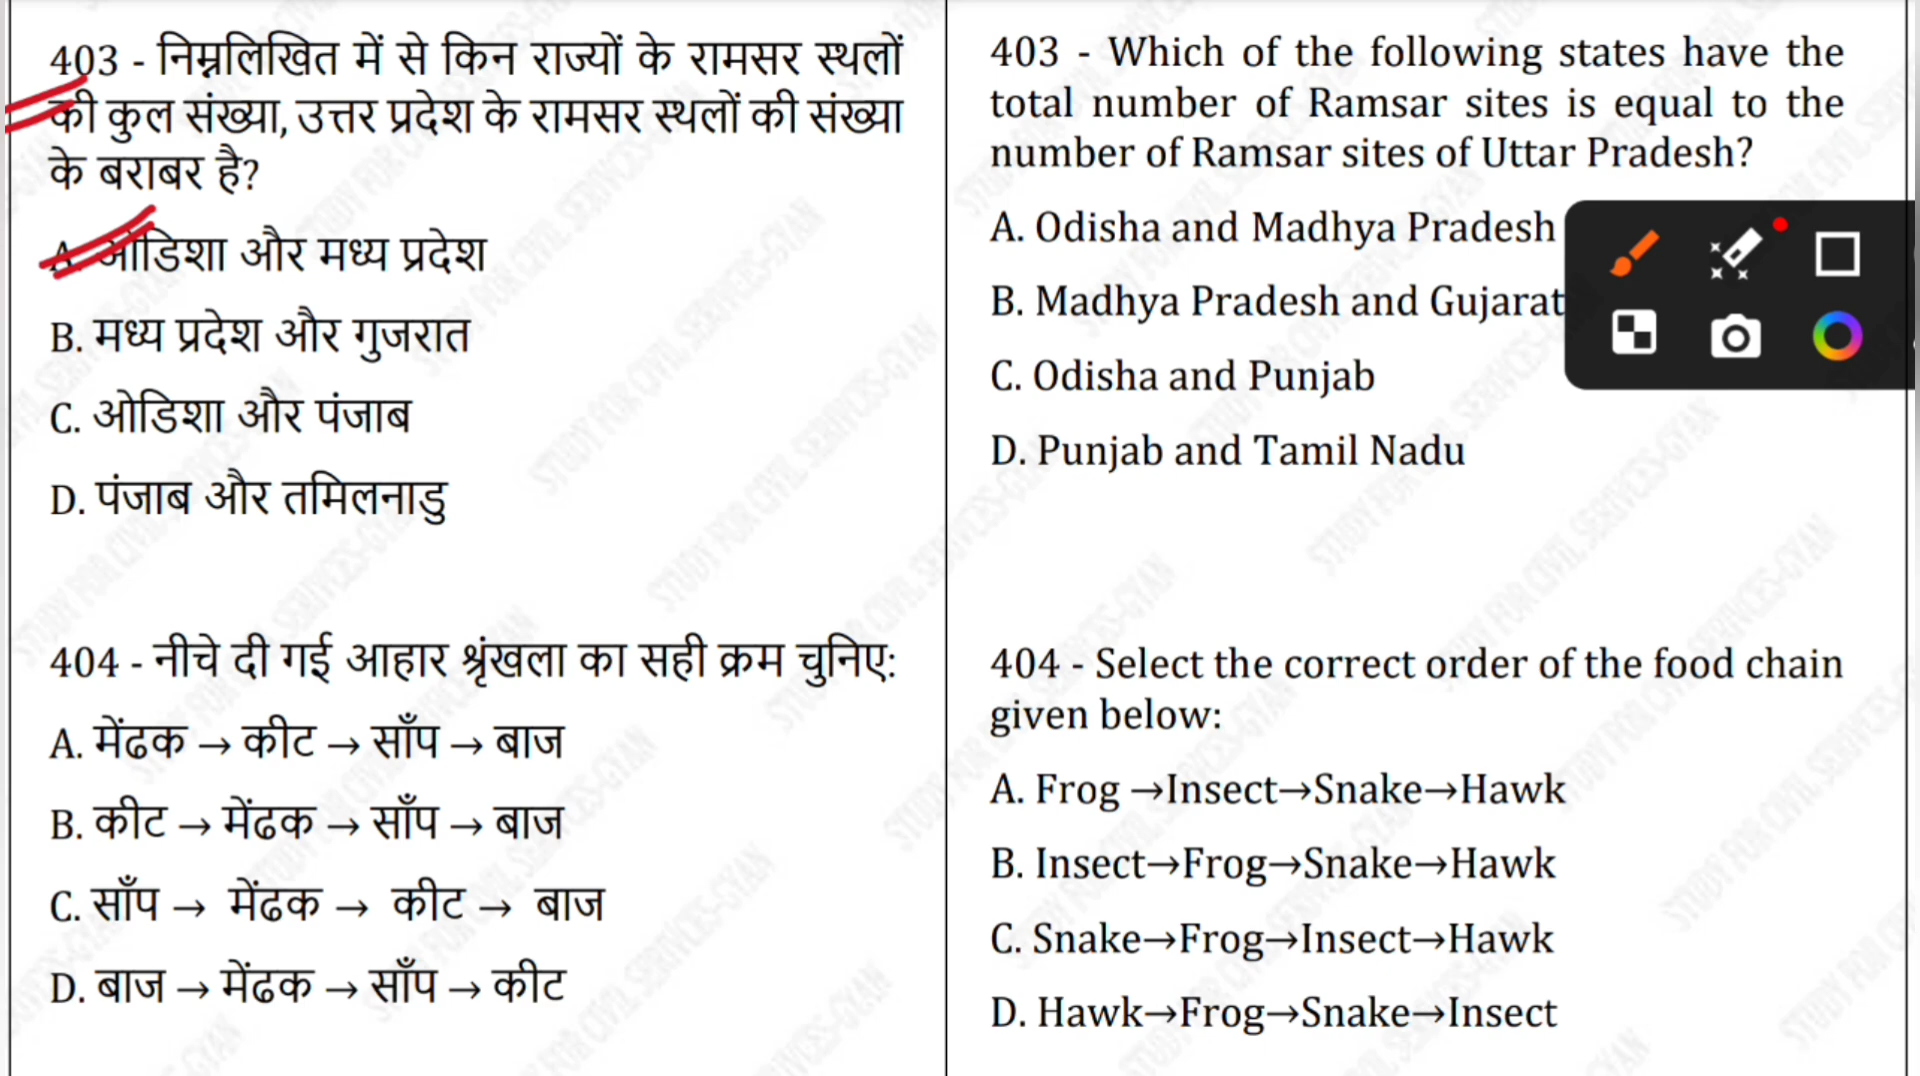 403 - निम्नलिखित में से किन राज्यों के रामसर स्थलों
की कुल संख्या, उत्तर प्रदेश के रामसर स्थलों की संख्या
के बराबर है?
A. ओडिशा और मध्य प्रदेश
B. मध्य प्रदेश और गुजरात
C. ओडिशा और पंजाब
D. पंजाब और तमिलनाडु
404 - नीचे दी गई आहार श्रृंखला का सही क्रम चुनिए:
A. मेंढक → कीट → साँप → बाज
B. कीट → मेंढक → साँप → बाज
C. साँप → मेंढक → कीट → बाज
D. बाज → मेंढक → साँप → कीट
403 - Which of the following states have the
total number of Ramsar sites is equal to the
number of Ramsar sites of Uttar Pradesh?
A. Odisha and Madhya Pradesh
B. Madhya Pradesh and Gujarat
C. Odisha and Punjab
D. Punjab and Tamil Nadu
404 - Select the correct order of the food chain
given below:
A. Frog →Insect→Snake→Hawk
B. Insect→Frog→Snake→Hawk
C. Snake→Frog→Insect→Hawk
D. Hawk→Frog→Snake→Insect
STUDY FOR CIVIL SERVICES-GYAN